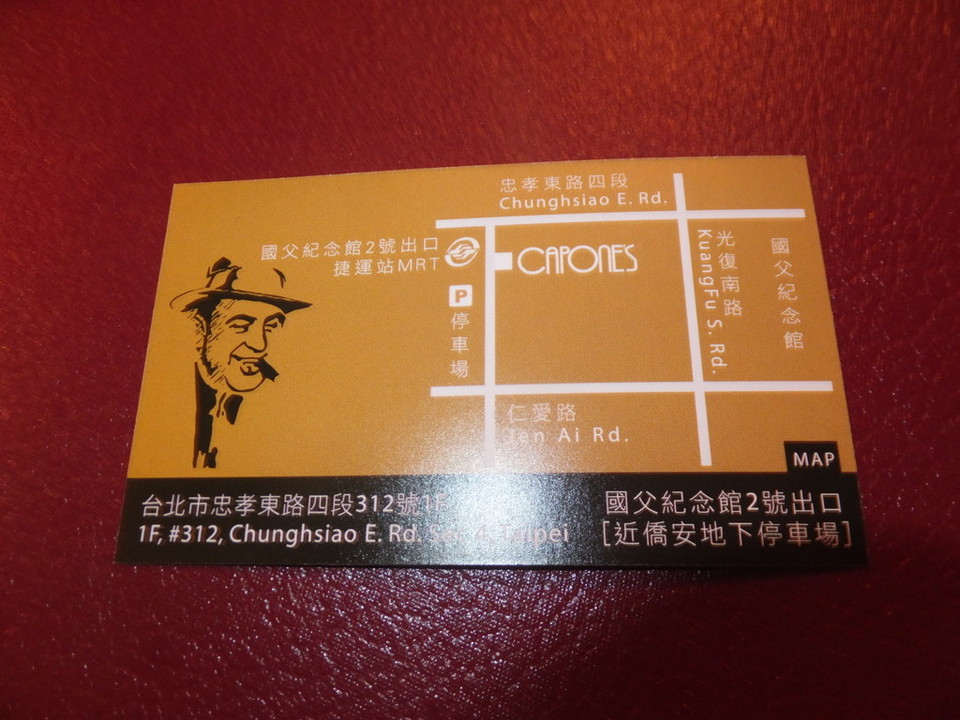 忠孝東路四段
Chunghsiao E. Rd.
國父紀念館2號出口
捷運站MRT
CAPONE'S
P
停車場
光復南路
KuangFu S. Rd.
國父紀念館
仁愛路
Jen Ai Rd.
MAP
台北市忠孝東路四段312號1F
1F, #312, Chunghsiao E. Rd. Sec 4, Taipei
國父紀念館2號出口
[近僑安地下停車場]